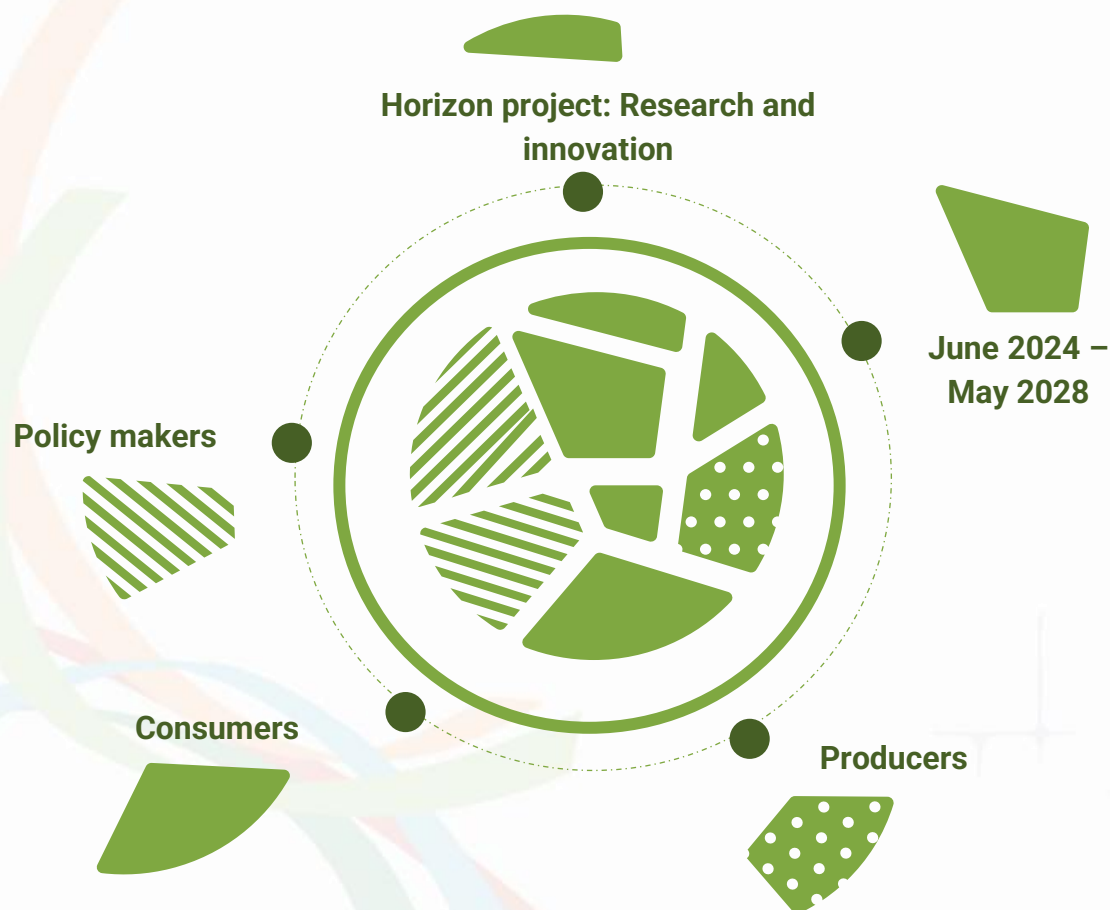 Horizon project: Research and
innovation
June 2024 –
May 2028
Policy makers
Consumers
Producers